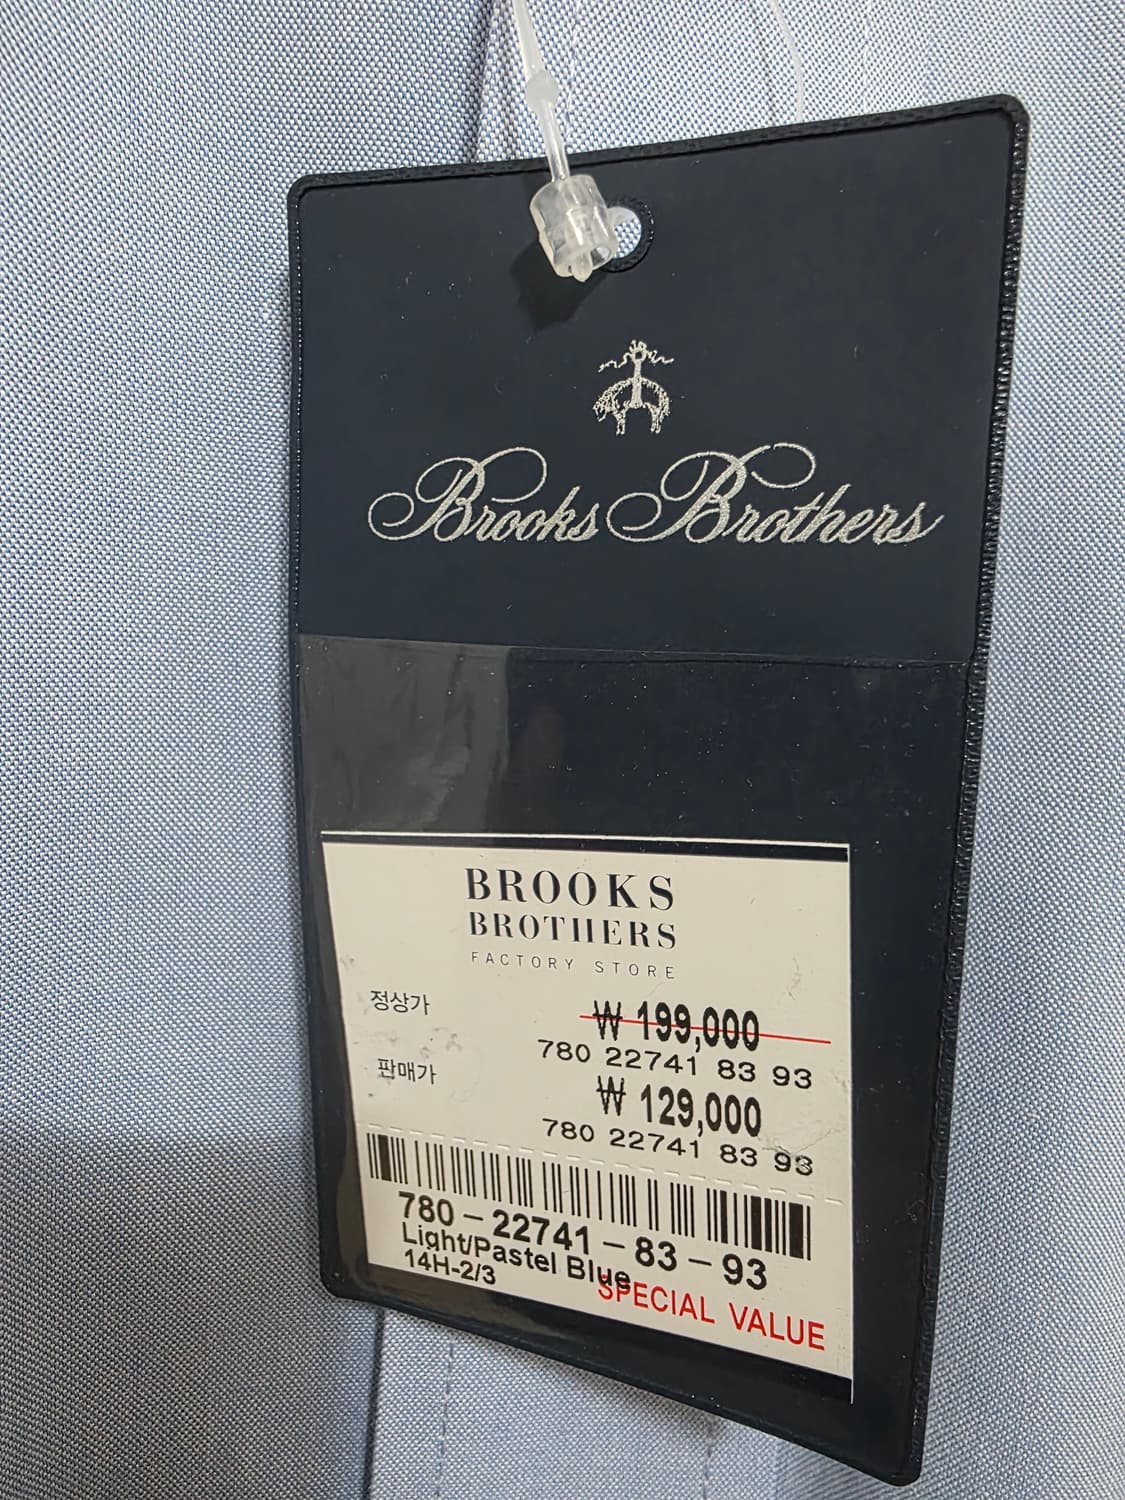 Brooks Brothers
BROOKS
BROTHERS
FACTORY STORE
정상가
₩ 199,000
780 22741 83 93
판매가
₩ 129,000
780 22741 83 93
780-22741-83-93
Light/Pastel Blue
14H-2/3
SPECIAL VALUE